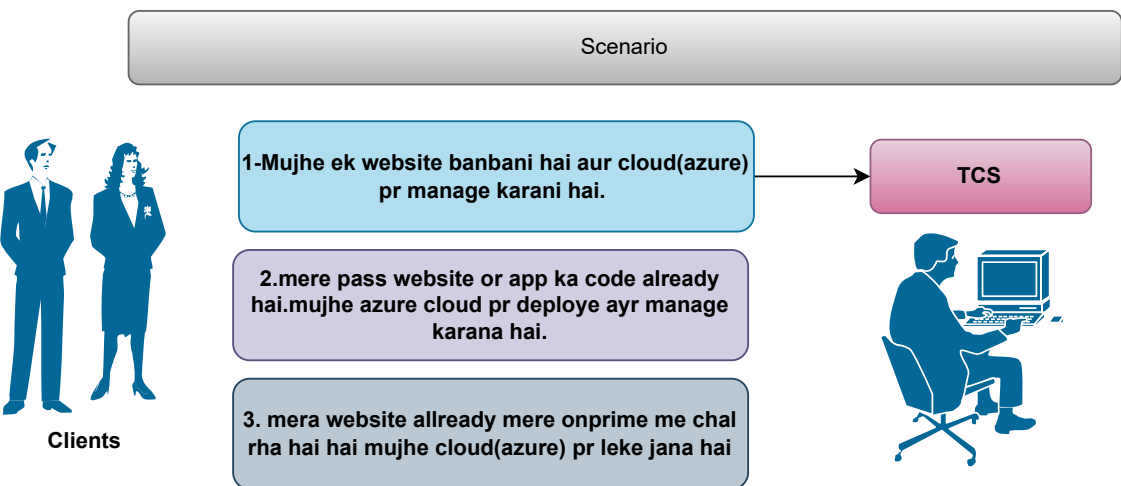 Scenario
1-Mujhe ek website banbani hai aur cloud(azure)
pr manage karani hai.
TCS
2.mere pass website or app ka code already
hai.mujhe azure cloud pr deploye ayr manage
karana hai.
3. mera website allready mere onprime me chal
rha hai hai mujhe cloud(azure) pr leke jana hai
Clients